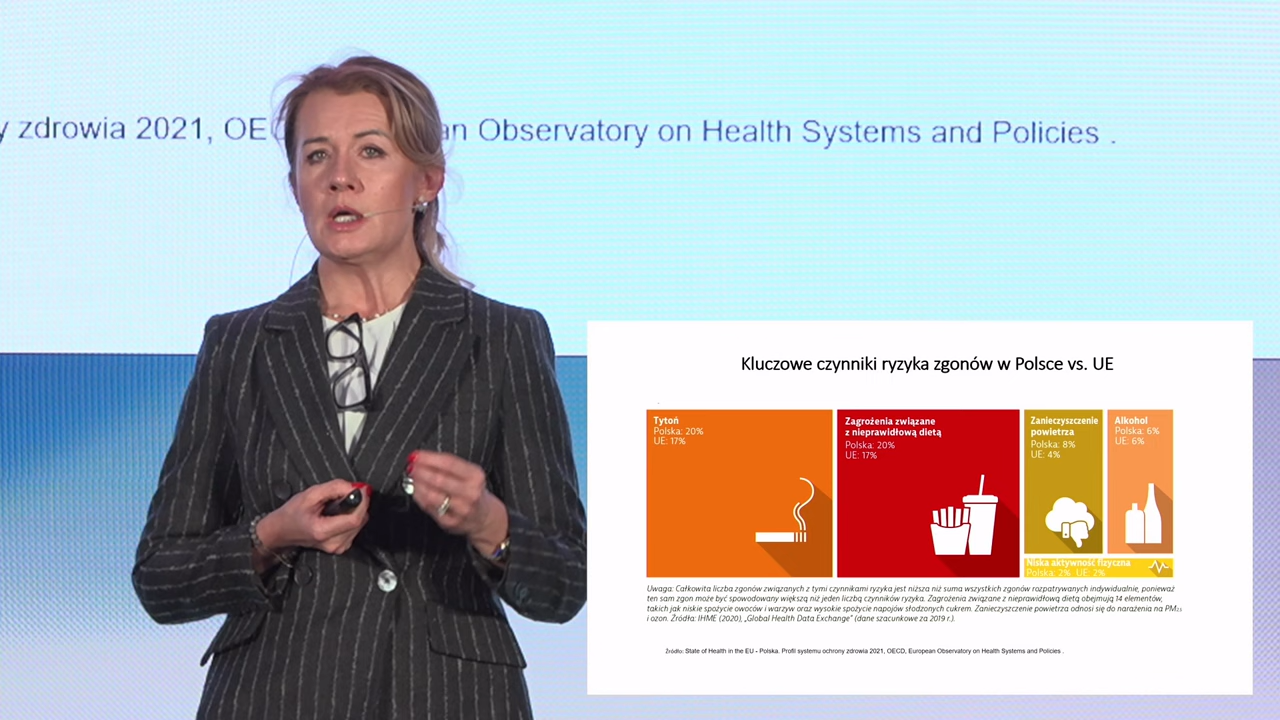 y zdrowia 2021, OE an Observatory on Health Systems and Policies .
Kluczowe czynniki ryzyka zgonów w Polsce vs. UE
Tytoń
Polska: 20%
UE: 17%
Zagrożenia związane
z nieprawidłową dietą
Polska: 20%
UE: 17%
Zanieczyszczenie
powietrza
Polska: 8%
UE: 4%
Alkohol
Polska: 6%
UE: 6%
Niska aktywność fizyczna
Polska: 2% UE: 2%
Uwaga: Całkowita liczba zgonów związanych z tymi czynnikami ryzyka jest niższa niż suma wszystkich zgonów rozpatrywanych indywidualnie, ponieważ
ten sam zgon może być spowodowany większą niż jeden liczbą czynników ryzyka. Zagrożenia związane z nieprawidłową dietą obejmują 14 elementów,
takich jak niskie spożycie owoców i warzyw oraz wysokie spożycie napojów słodzonych cukrem. Zanieczyszczenie powietrza odnosi się do narażenia na PM2.5
i ozon. Źródła: IHME (2020), „Global Health Data Exchange” (dane szacunkowe za 2019 r.).
Źródło: State of Health in the EU - Polska. Profil systemu ochrony zdrowia 2021, OECD, European Observatory on Health Systems and Policies .